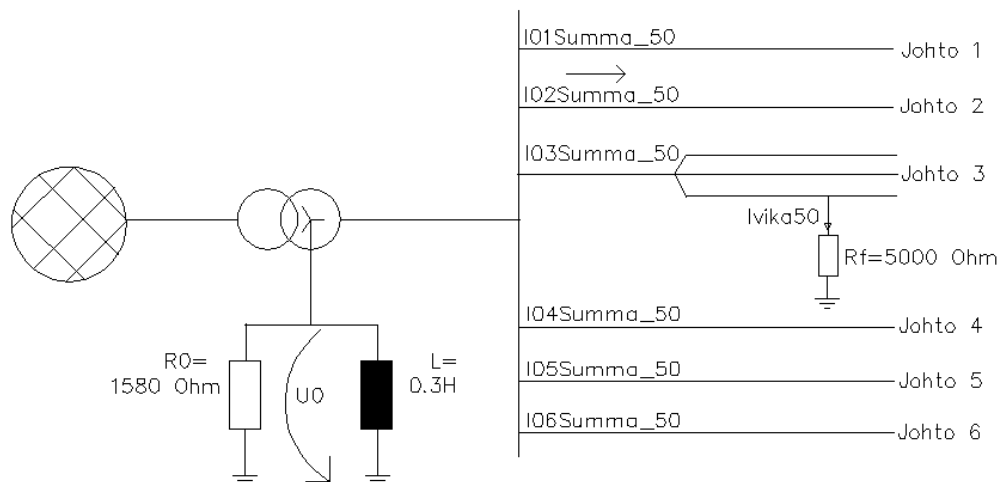 I01Summa_50
Johto 1
I02Summa_50
Johto 2
I03Summa_50
Johto 3
Ivika50
Rf=5000 Ohm
I04Summa_50
Johto 4
R0=
1580 Ohm
L=
0.3H
U0
I05Summa_50
Johto 5
I06Summa_50
Johto 6